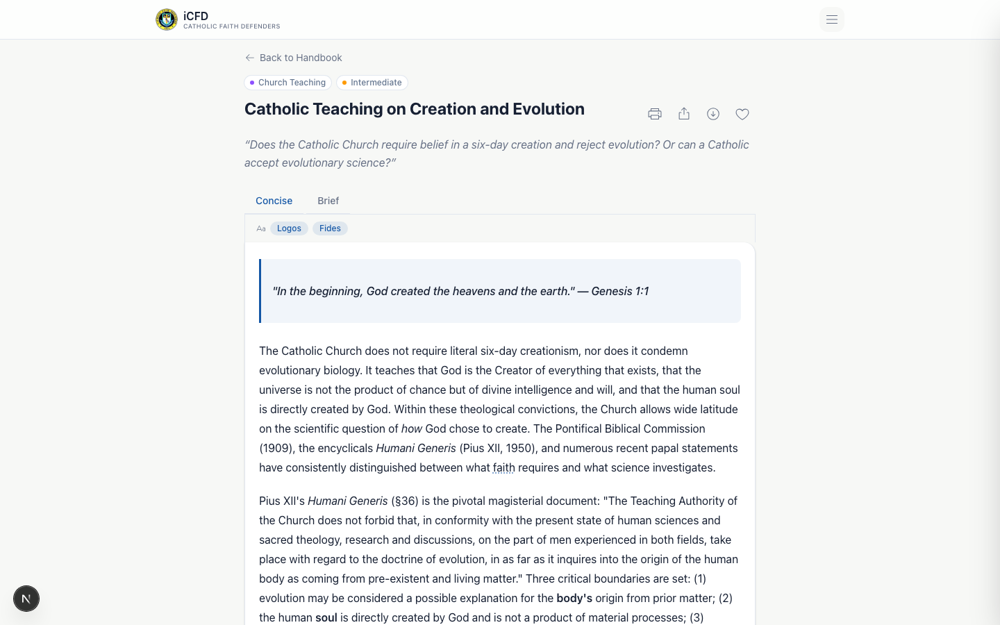 iCFD
CATHOLIC FAITH DEFENDERS
Back to Handbook
Church Teaching
Intermediate
Catholic Teaching on Creation and Evolution
“Does the Catholic Church require belief in a six-day creation and reject evolution? Or can a Catholic
accept evolutionary science?”
Concise
Brief
Aa
Logos
Fides
"In the beginning, God created the heavens and the earth." — Genesis 1:1
The Catholic Church does not require literal six-day creationism, nor does it condemn
evolutionary biology. It teaches that God is the Creator of everything that exists, that the
universe is not the product of chance but of divine intelligence and will, and that the human soul
is directly created by God. Within these theological convictions, the Church allows wide latitude
on the scientific question of how God chose to create. The Pontifical Biblical Commission
(1909), the encyclicals Humani Generis (Pius XII, 1950), and numerous recent papal statements
have consistently distinguished between what faith requires and what science investigates.
Pius XII's Humani Generis (§36) is the pivotal magisterial document: "The Teaching Authority of
the Church does not forbid that, in conformity with the present state of human sciences and
sacred theology, research and discussions, on the part of men experienced in both fields, take
place with regard to the doctrine of evolution, in as far as it inquires into the origin of the human
body as coming from pre-existent and living matter." Three critical boundaries are set: (1)
evolution may be considered a possible explanation for the body's origin from prior matter; (2)
the human soul is directly created by God and is not a product of material processes; (3)